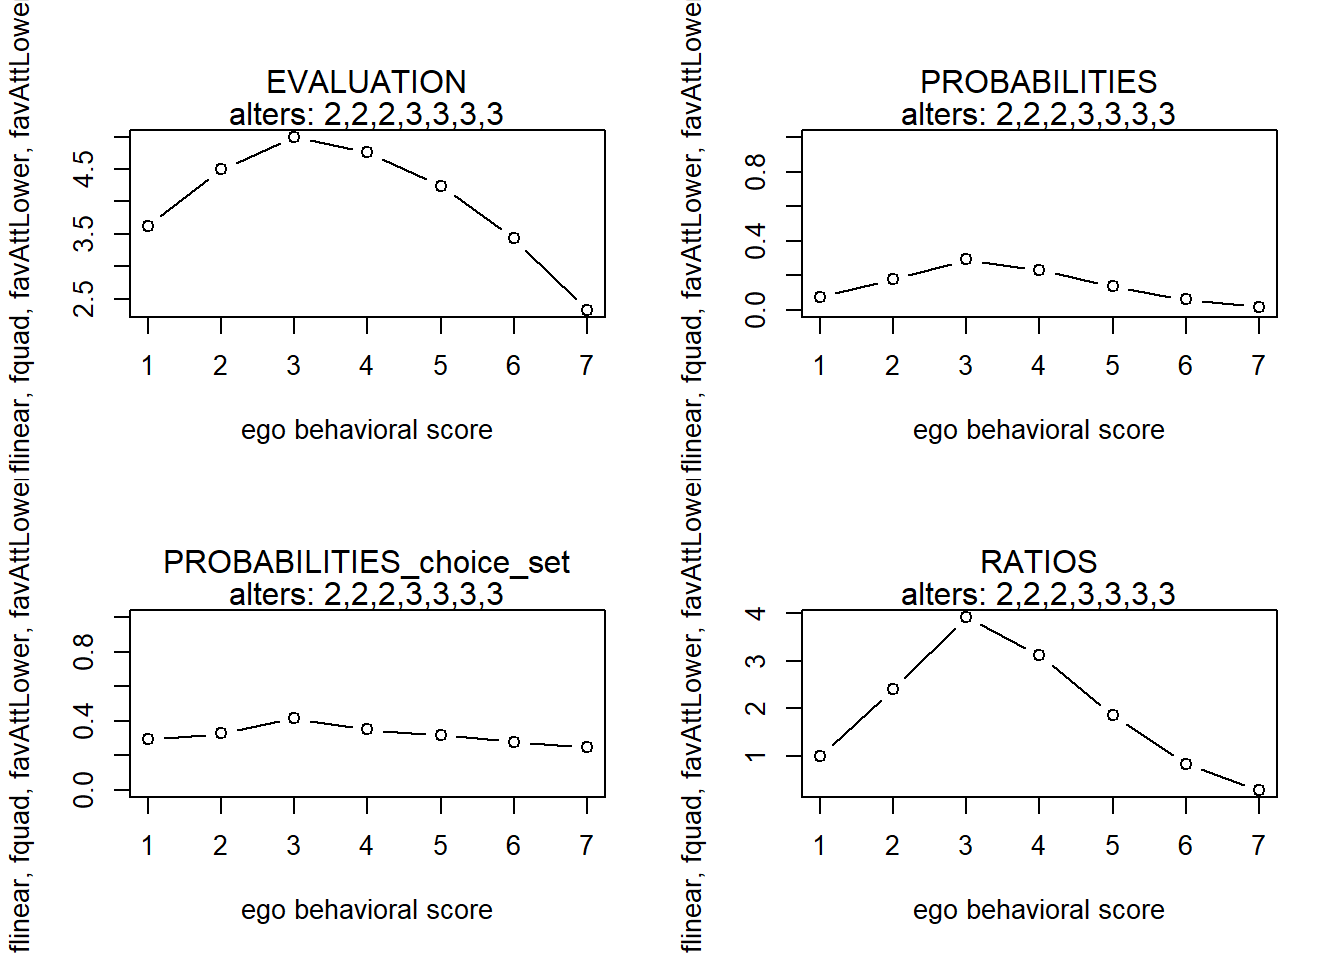 EVALUATION
alters: 2,2,2,3,3,3,3
flinear, fquad, favAttLower, favAttLowe
4.5
3.5
2.5
1 2 3 4 5 6 7
ego behavioral score
PROBABILITIES
alters: 2,2,2,3,3,3,3
flinear, fquad, favAttLower, favAttLowe
0.8
0.4
0.0
1 2 3 4 5 6 7
ego behavioral score
PROBABILITIES_choice_set
alters: 2,2,2,3,3,3,3
flinear, fquad, favAttLower, favAttLowe
0.8
0.4
0.0
1 2 3 4 5 6 7
ego behavioral score
RATIOS
alters: 2,2,2,3,3,3,3
flinear, fquad, favAttLower, favAttLowe
4
3
2
1
1 2 3 4 5 6 7
ego behavioral score